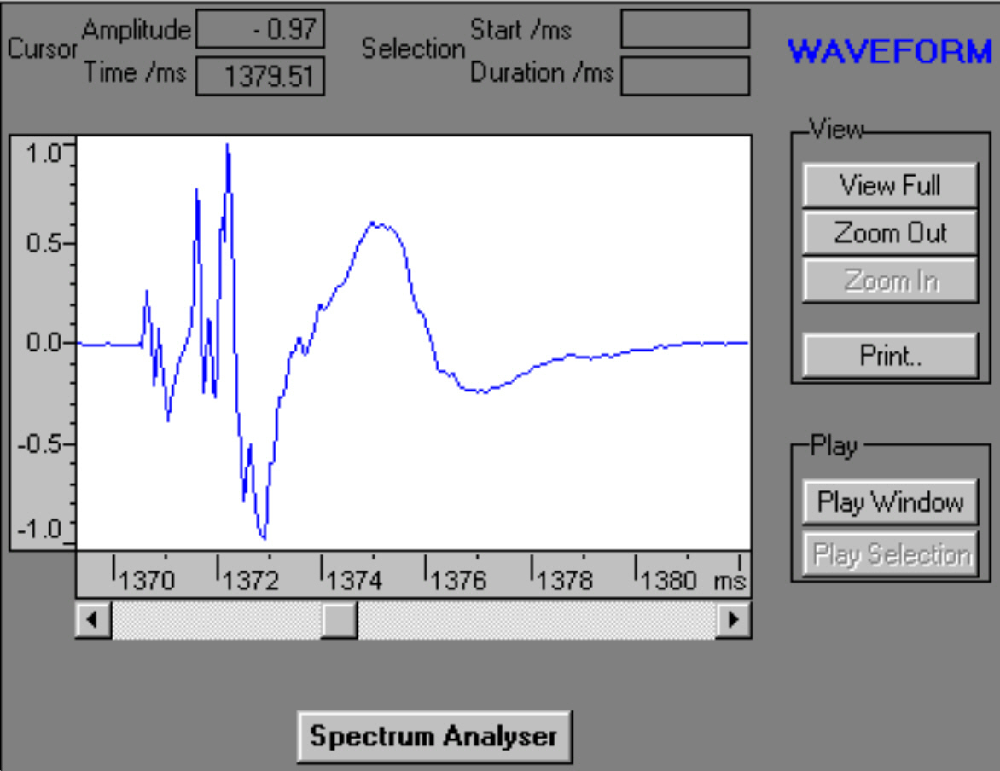 Cursor
Amplitude - 0.97
Time /ms 1379.51
Selection
Start /ms
Duration /ms
WAVEFORM
View
View Full
Zoom Out
Zoom In
Print..
Play
Play Window
Play Selection
1.0
0.5
0.0
-0.5
-1.0
1370 1372 1374 1376 1378 1380 ms
Spectrum Analyser